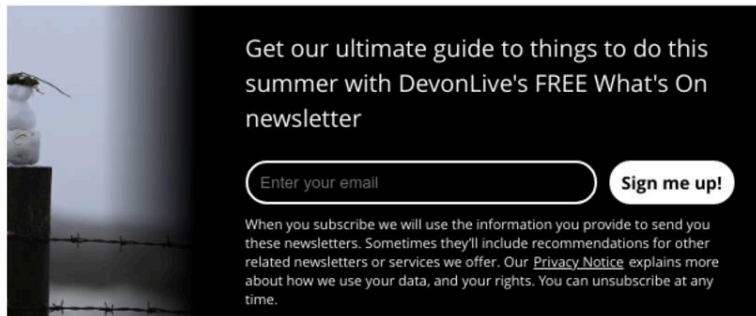 Get our ultimate guide to things to do this
summer with DevonLive's FREE What's On
newsletter
Enter your email
Sign me up!
When you subscribe we will use the information you provide to send you
these newsletters. Sometimes they'll include recommendations for other
related newsletters or services we offer. Our Privacy Notice explains more
about how we use your data, and your rights. You can unsubscribe at any
time.